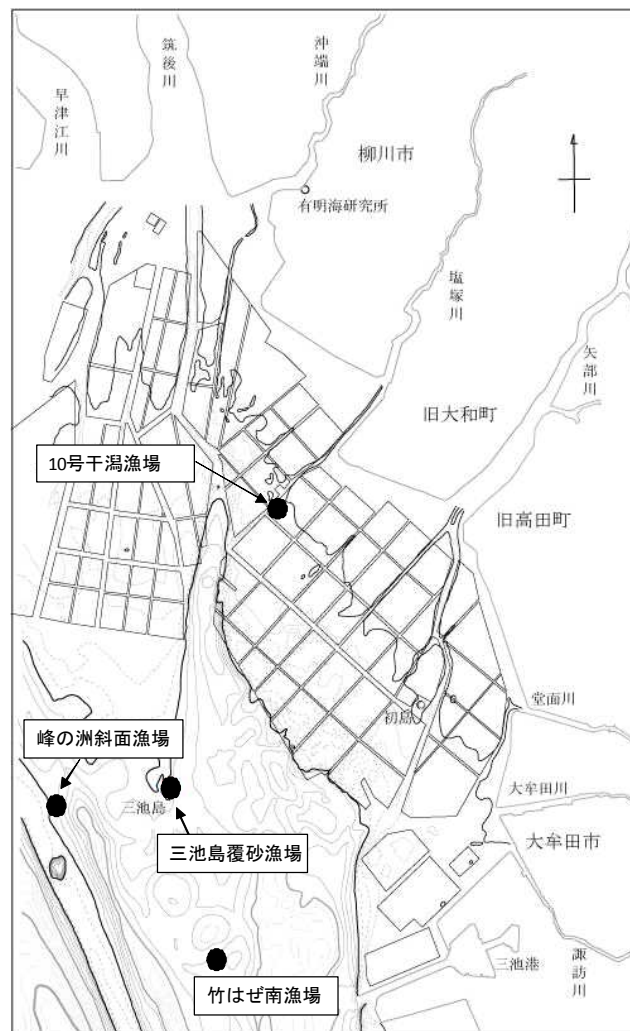 早津江川
筑後川
沖端川
柳川市
有明海研究所
塩塚川
矢部川
旧大和町
10号干潟漁場
旧高田町
堂面川
初島
峰の洲斜面漁場
三池島
大牟田川
三池島覆砂漁場
大牟田市
三池港
諏訪川
竹はぜ南漁場